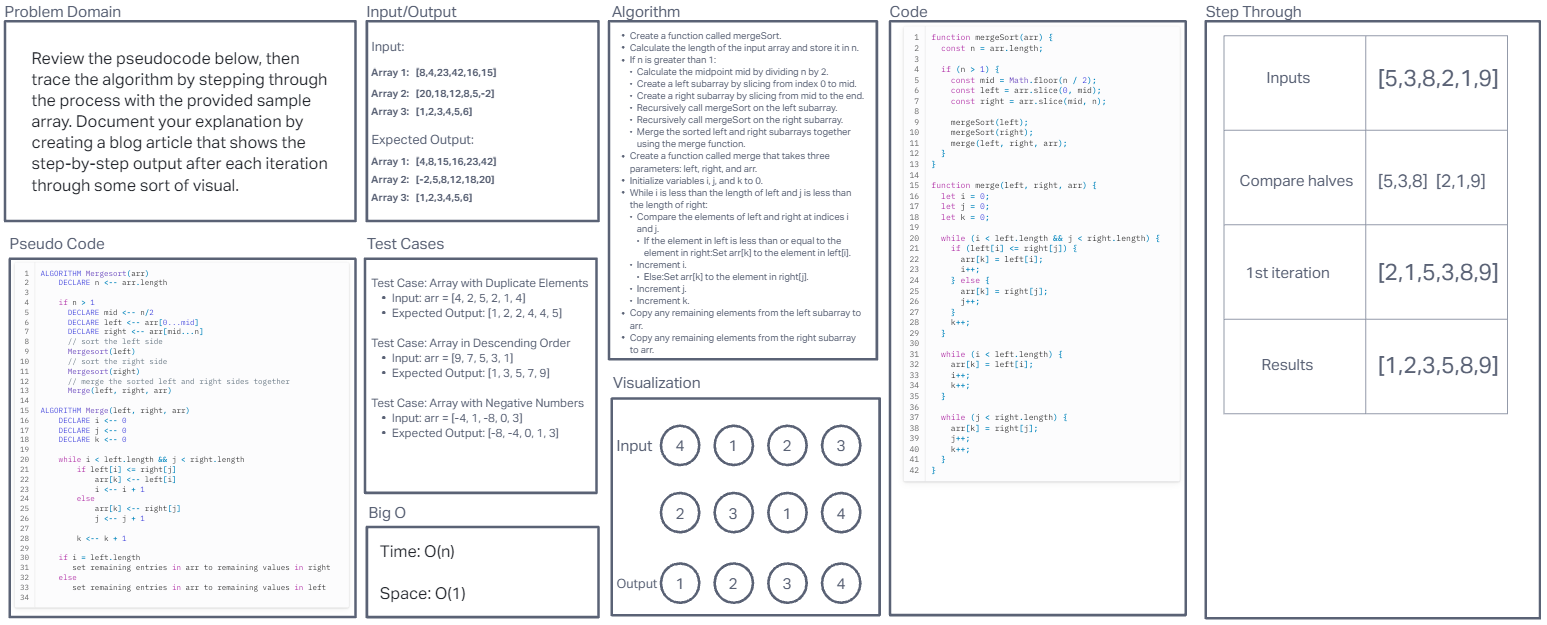 Problem Domain
Review the pseudocode below, then
trace the algorithm by stepping through
the process with the provided sample
array. Document your explanation by
creating a blog article that shows the
step-by-step output after each iteration
through some sort of visual.
Pseudo Code
1 ALGORITHM Mergesort(arr)
2 DECLARE n <-- arr.length
3
4 if n > 1
5 DECLARE mid <-- n/2
6 DECLARE left <-- arr[0...mid]
7 DECLARE right <-- arr[mid...n]
8 // sort the left side
9 Mergesort(left)
10 // sort the right side
11 Mergesort(right)
12 // merge the sorted left and right sides together
13 Merge(left, right, arr)
14
15 ALGORITHM Merge(left, right, arr)
16 DECLARE i <-- 0
17 DECLARE j <-- 0
18 DECLARE k <-- 0
19
20 while i < left.length && j < right.length
21 if left[i] <= right[j]
22 arr[k] <-- left[i]
23 i <-- i + 1
24 else
25 arr[k] <-- right[j]
26 j <-- j + 1
27
28 k <-- k + 1
29
30 if i = left.length
31 set remaining entries in arr to remaining values in right
32 else
33 set remaining entries in arr to remaining values in left
34
Input/Output
Input:
Array 1: [8,4,23,42,16,15]
Array 2: [20,18,12,8,5,-2]
Array 3: [1,2,3,4,5,6]
Expected Output:
Array 1: [4,8,15,16,23,42]
Array 2: [-2,5,8,12,18,20]
Array 3: [1,2,3,4,5,6]
Test Cases
Test Case: Array with Duplicate Elements
• Input: arr = [4, 2, 5, 2, 1, 4]
• Expected Output: [1, 2, 2, 4, 4, 5]
Test Case: Array in Descending Order
• Input: arr = [9, 7, 5, 3, 1]
• Expected Output: [1, 3, 5, 7, 9]
Test Case: Array with Negative Numbers
• Input: arr = [-4, 1, -8, 0, 3]
• Expected Output: [-8, -4, 0, 1, 3]
Big O
Time: O(n)
Space: O(1)
Algorithm
• Create a function called mergeSort.
• Calculate the length of the input array and store it in n.
• If n is greater than 1:
• Calculate the midpoint mid by dividing n by 2.
• Create a left subarray by slicing from index 0 to mid.
• Create a right subarray by slicing from mid to the end.
• Recursively call mergeSort on the left subarray.
• Recursively call mergeSort on the right subarray.
• Merge the sorted left and right subarrays together
using the merge function.
• Create a function called merge that takes three
parameters: left, right, and arr.
• Initialize variables i, j, and k to 0.
• While i is less than the length of left and j is less than
the length of right:
• Compare the elements of left and right at indices i
and j.
• If the element in left is less than or equal to the
element in right:Set arr[k] to the element in left[i].
• Increment i.
• Else:Set arr[k] to the element in right[j].
• Increment j.
• Increment k.
• Copy any remaining elements from the left subarray to
arr.
• Copy any remaining elements from the right subarray
to arr.
Visualization
Input 4 1 2 3
2 3 1 4
Output 1 2 3 4
Code
1 function mergeSort(arr) {
2 const n = arr.length;
3
4 if (n > 1) {
5 const mid = Math.floor(n / 2);
6 const left = arr.slice(0, mid);
7 const right = arr.slice(mid, n);
8
9 mergeSort(left);
10 mergeSort(right);
11 merge(left, right, arr);
12 }
13 }
14
15 function merge(left, right, arr) {
16 let i = 0;
17 let j = 0;
18 let k = 0;
19
20 while (i < left.length && j < right.length) {
21 if (left[i] <= right[j]) {
22 arr[k] = left[i];
23 i++;
24 } else {
25 arr[k] = right[j];
26 j++;
27 }
28 k++;
29 }
30
31 while (i < left.length) {
32 arr[k] = left[i];
33 i++;
34 k++;
35 }
36
37 while (j < right.length) {
38 arr[k] = right[j];
39 j++;
40 k++;
41 }
42 }
Step Through
Inputs [5,3,8,2,1,9]
Compare halves [5,3,8] [2,1,9]
1st iteration [2,1,5,3,8,9]
Results [1,2,3,5,8,9]